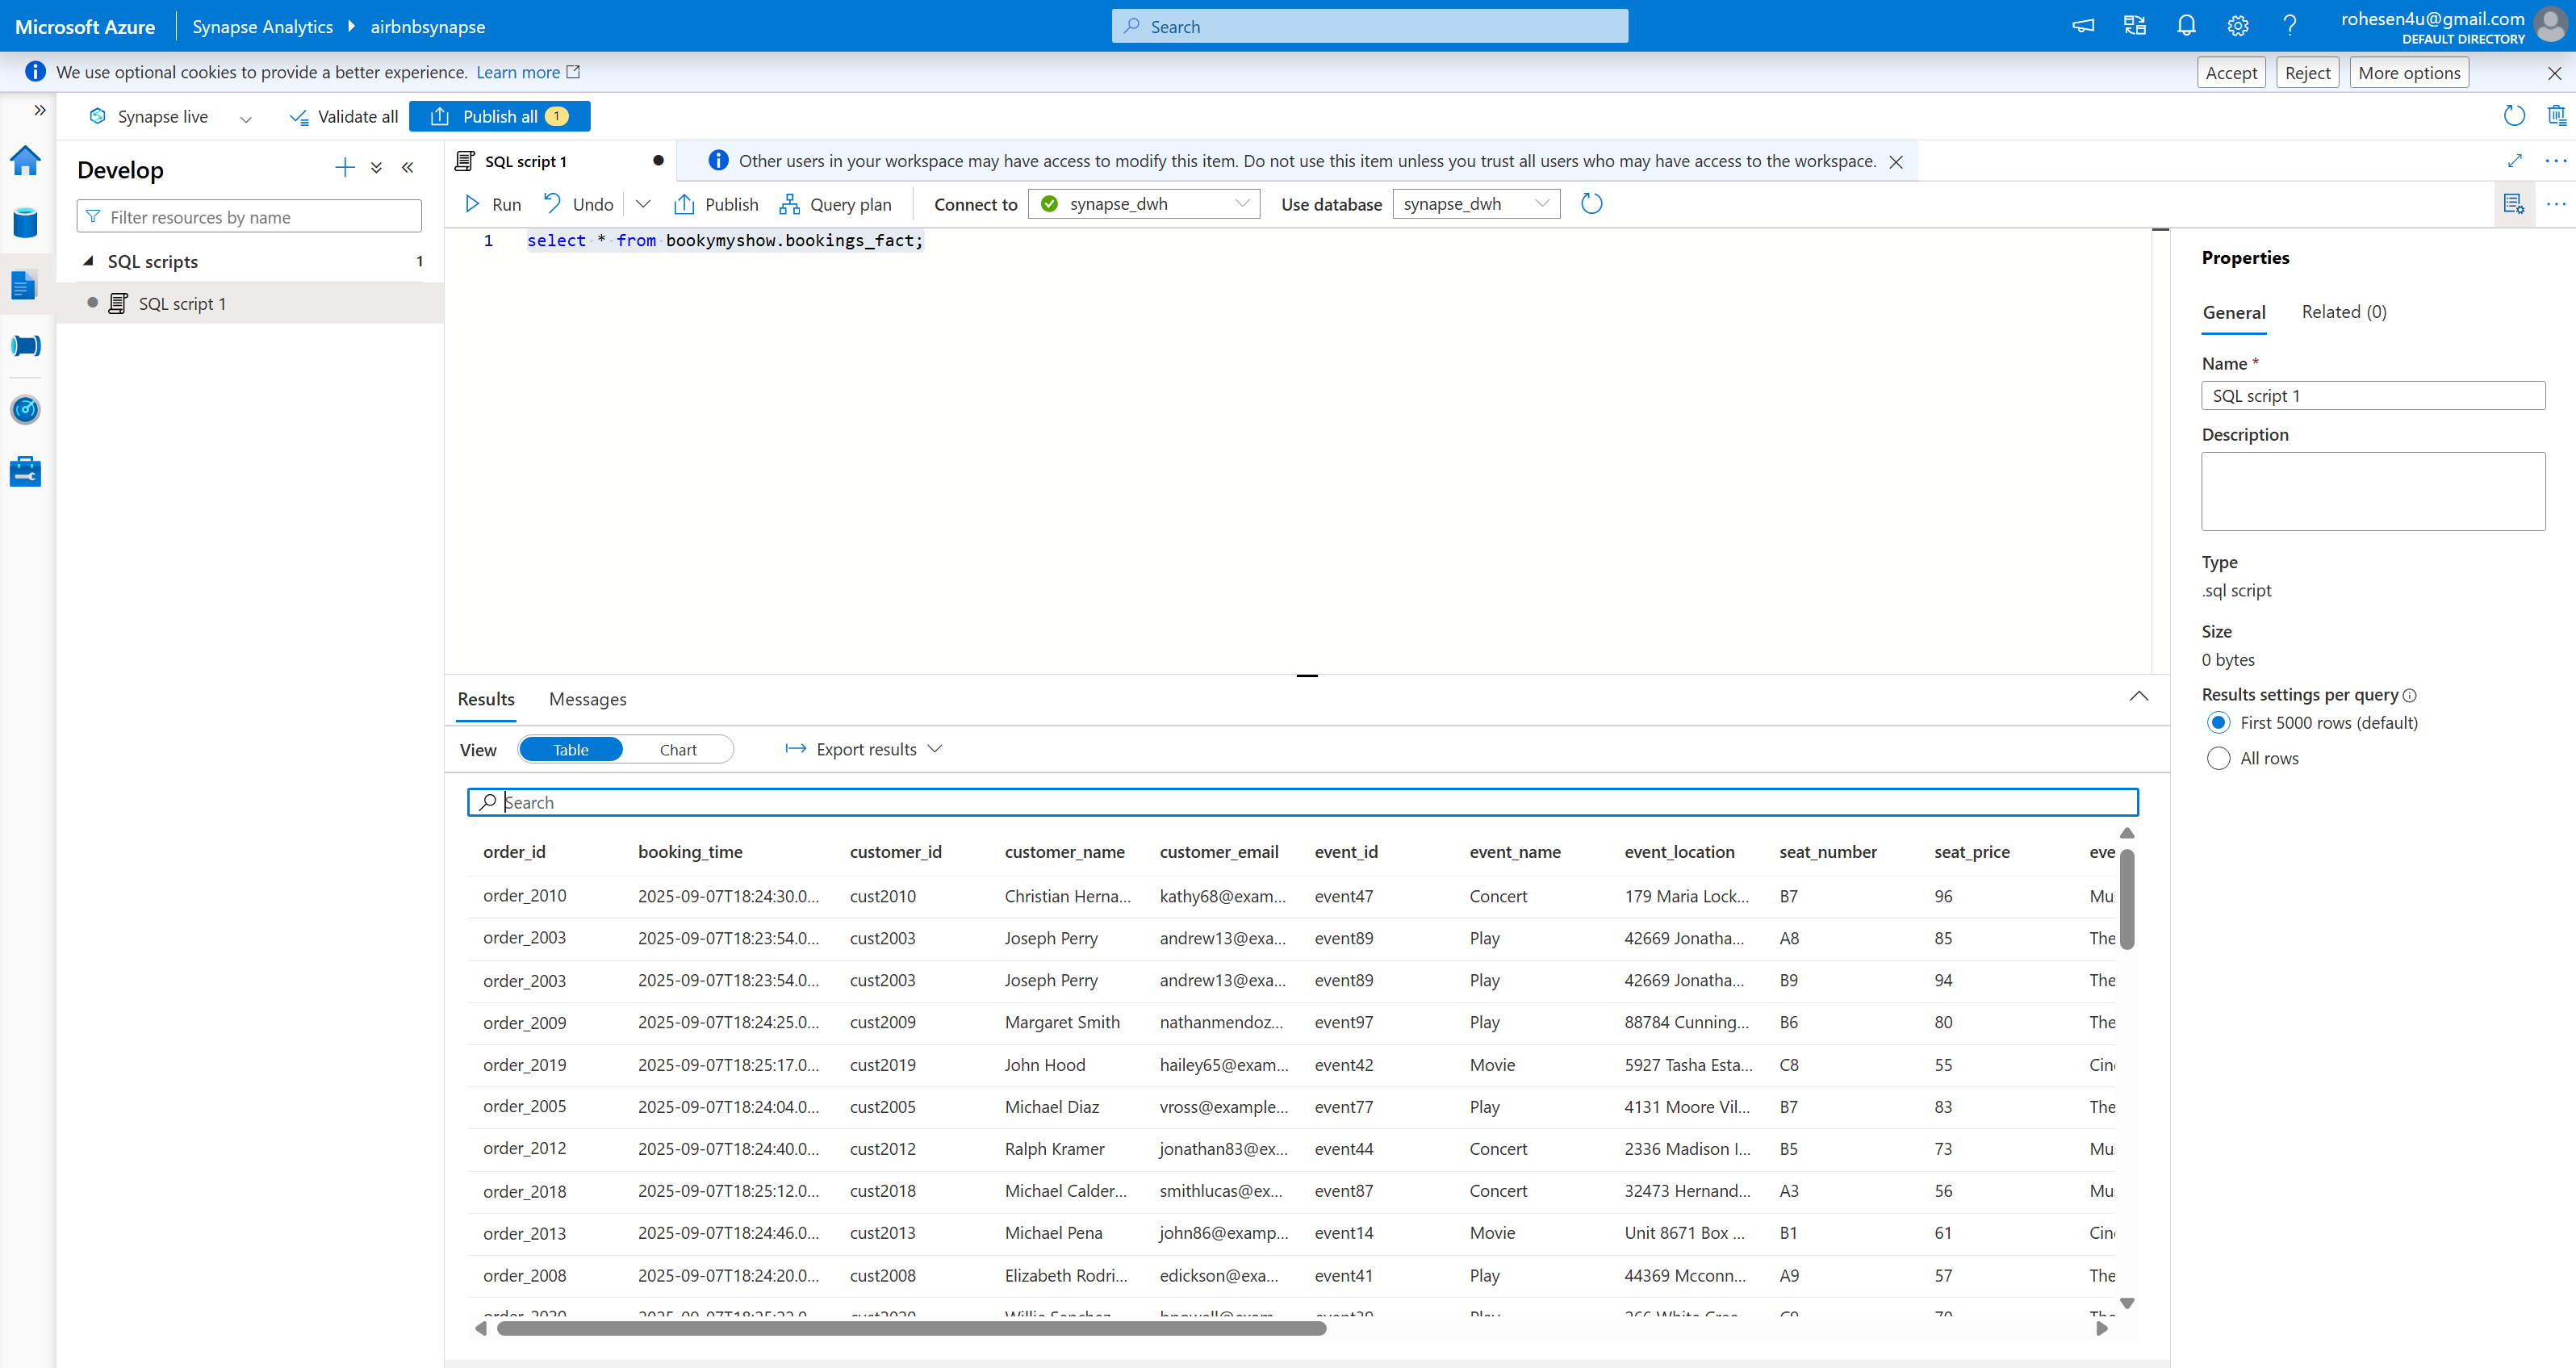 Microsoft Azure
Synapse Analytics
airbnbsynapse
Search
rohesen4u@gmail.com
DEFAULT DIRECTORY
We use optional cookies to provide a better experience. Learn more
Accept
Reject
More options
Synapse live
Validate all
Publish all 1
Develop
Filter resources by name
SQL scripts 1
SQL script 1
SQL script 1
Other users in your workspace may have access to modify this item. Do not use this item unless you trust all users who may have access to the workspace.
Run
Undo
Publish
Query plan
Connect to synapse_dwh
Use database synapse_dwh
1 select * from bookymyshow.bookings_fact;
Results
Messages
View Table Chart
Export results
Search
order_id booking_time customer_id customer_name customer_email event_id event_name event_location seat_number seat_price eve
order_2010 2025-09-07T18:24:30.0... cust2010 Christian Herna... kathy68@exam... event47 Concert 179 Maria Lock... B7 96 Mu
order_2003 2025-09-07T18:23:54.0... cust2003 Joseph Perry andrew13@exa... event89 Play 42669 Jonatha... A8 85 The
order_2003 2025-09-07T18:23:54.0... cust2003 Joseph Perry andrew13@exa... event89 Play 42669 Jonatha... B9 94 The
order_2009 2025-09-07T18:24:25.0... cust2009 Margaret Smith nathanmendoz... event97 Play 88784 Cunning... B6 80 The
order_2019 2025-09-07T18:25:17.0... cust2019 John Hood hailey65@exam... event42 Movie 5927 Tasha Esta... C8 55 Cin
order_2005 2025-09-07T18:24:04.0... cust2005 Michael Diaz vross@example... event77 Play 4131 Moore Vil... B7 83 The
order_2012 2025-09-07T18:24:40.0... cust2012 Ralph Kramer jonathan83@ex... event44 Concert 2336 Madison I... B5 73 Mu
order_2018 2025-09-07T18:25:12.0... cust2018 Michael Calder... smithlucas@ex... event87 Concert 32473 Hernand... A3 56 Mu
order_2013 2025-09-07T18:24:46.0... cust2013 Michael Pena john86@examp... event14 Movie Unit 8671 Box ... B1 61 Cin
order_2008 2025-09-07T18:24:20.0... cust2008 Elizabeth Rodri... edickson@exa... event41 Play 44369 Mcconn... A9 57 The
Properties
General
Related (0)
Name *
SQL script 1
Description
Type
.sql script
Size
0 bytes
Results settings per query
First 5000 rows (default)
All rows